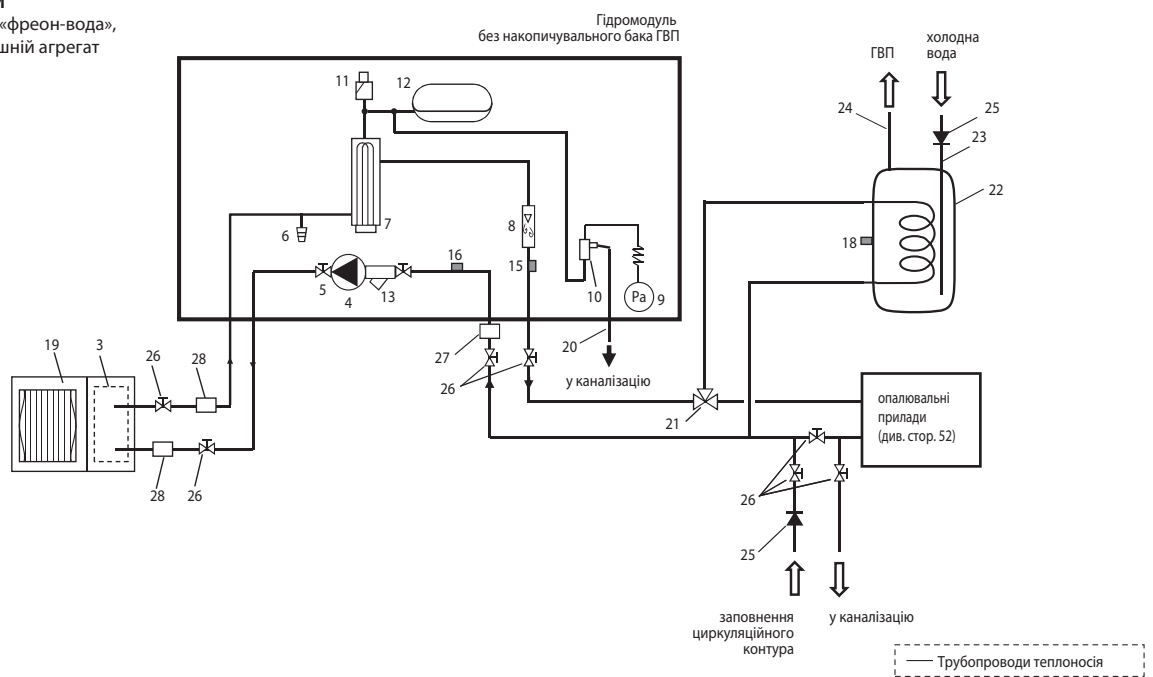 «фреон-вода»,
Гідромодуль
без накопичувального бака ГВП
холодна
вода
ГВП
11
12
24
25
23
22
7
8
6
18
16
15
5
4
13
10
Pa
9
19
3
26
28
27
26
20
у каналізацію
21
опалювальні
прилади
(див. стор. 52)
28
26
26
25
заповнення
циркуляційного
контура
у каналізацію
Трубопроводи теплоносія